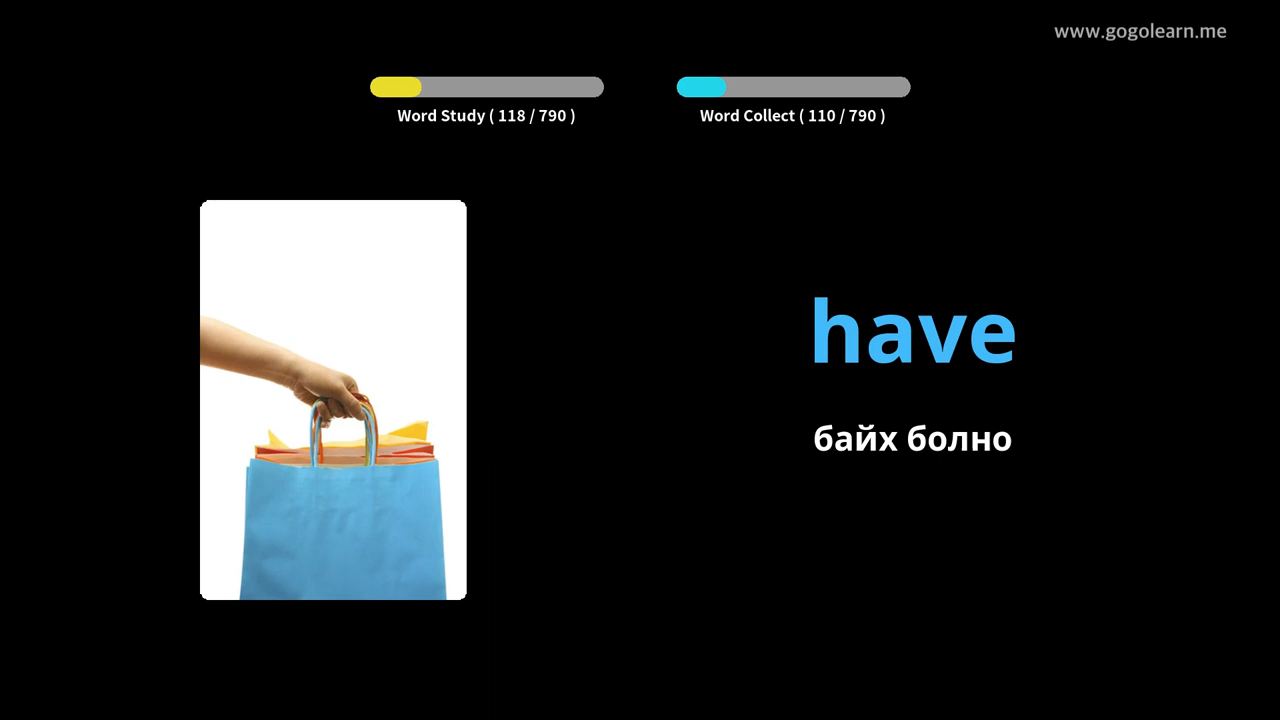 www.gogolearn.me
Word Study ( 118 / 790 )
Word Collect ( 110 / 790 )
have
байх болно